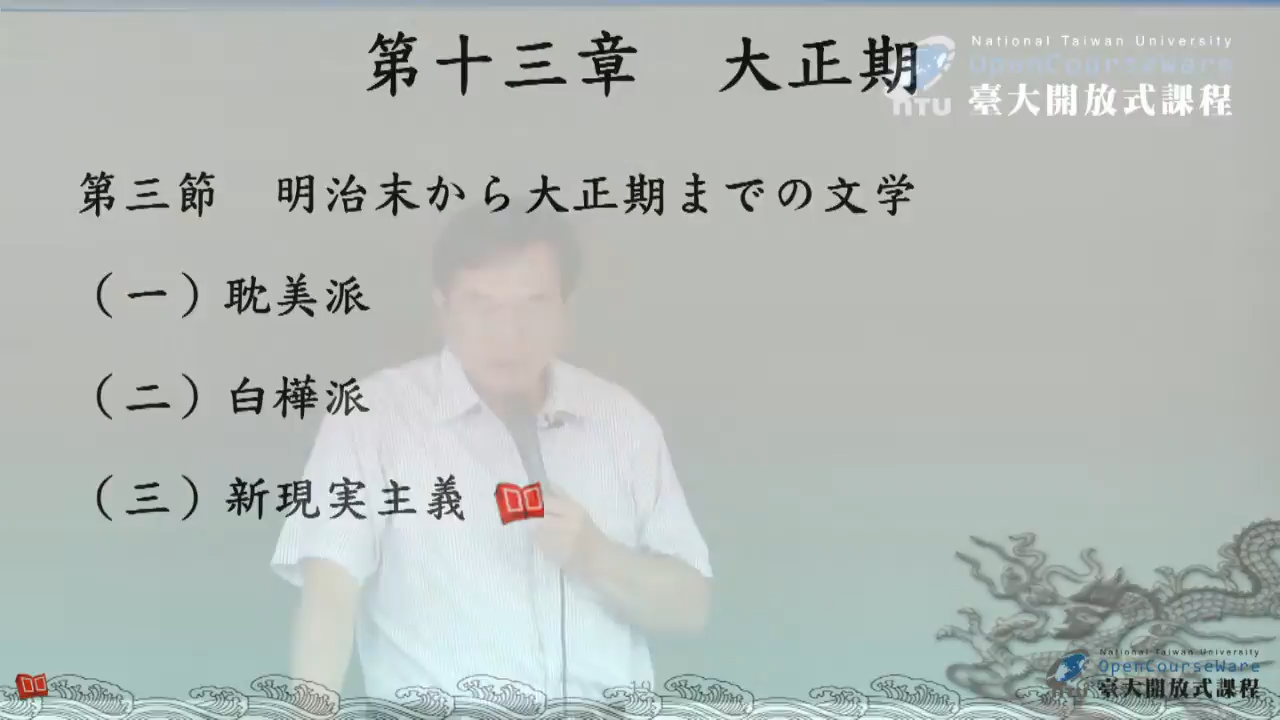 第十三章　大正期
National Taiwan University
OpenCourseWare
臺大開放式課程
NTU
第三節　明治末から大正期までの文学
（一）耽美派
（二）白樺派
（三）新現実主義
National Taiwan University
OpenCourseWare
臺大開放式課程